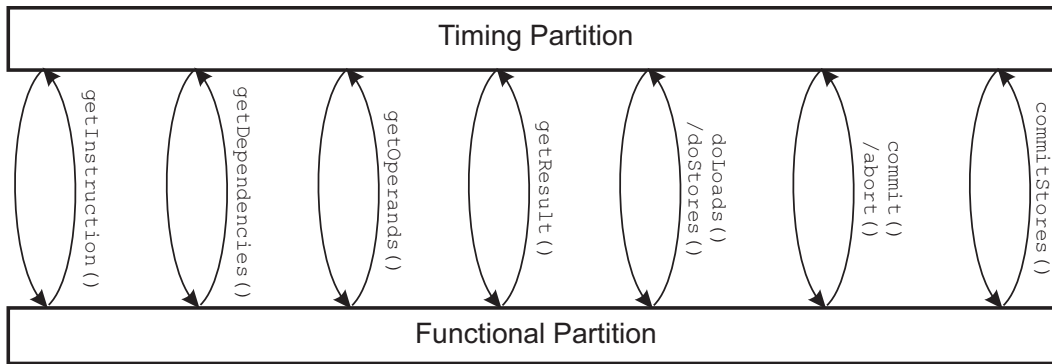 Timing Partition
getInstruction()
getDependencies()
getOperands()
getResult()
doLoads()
/doStores()
commit()
/abort()
commitStores()
Functional Partition